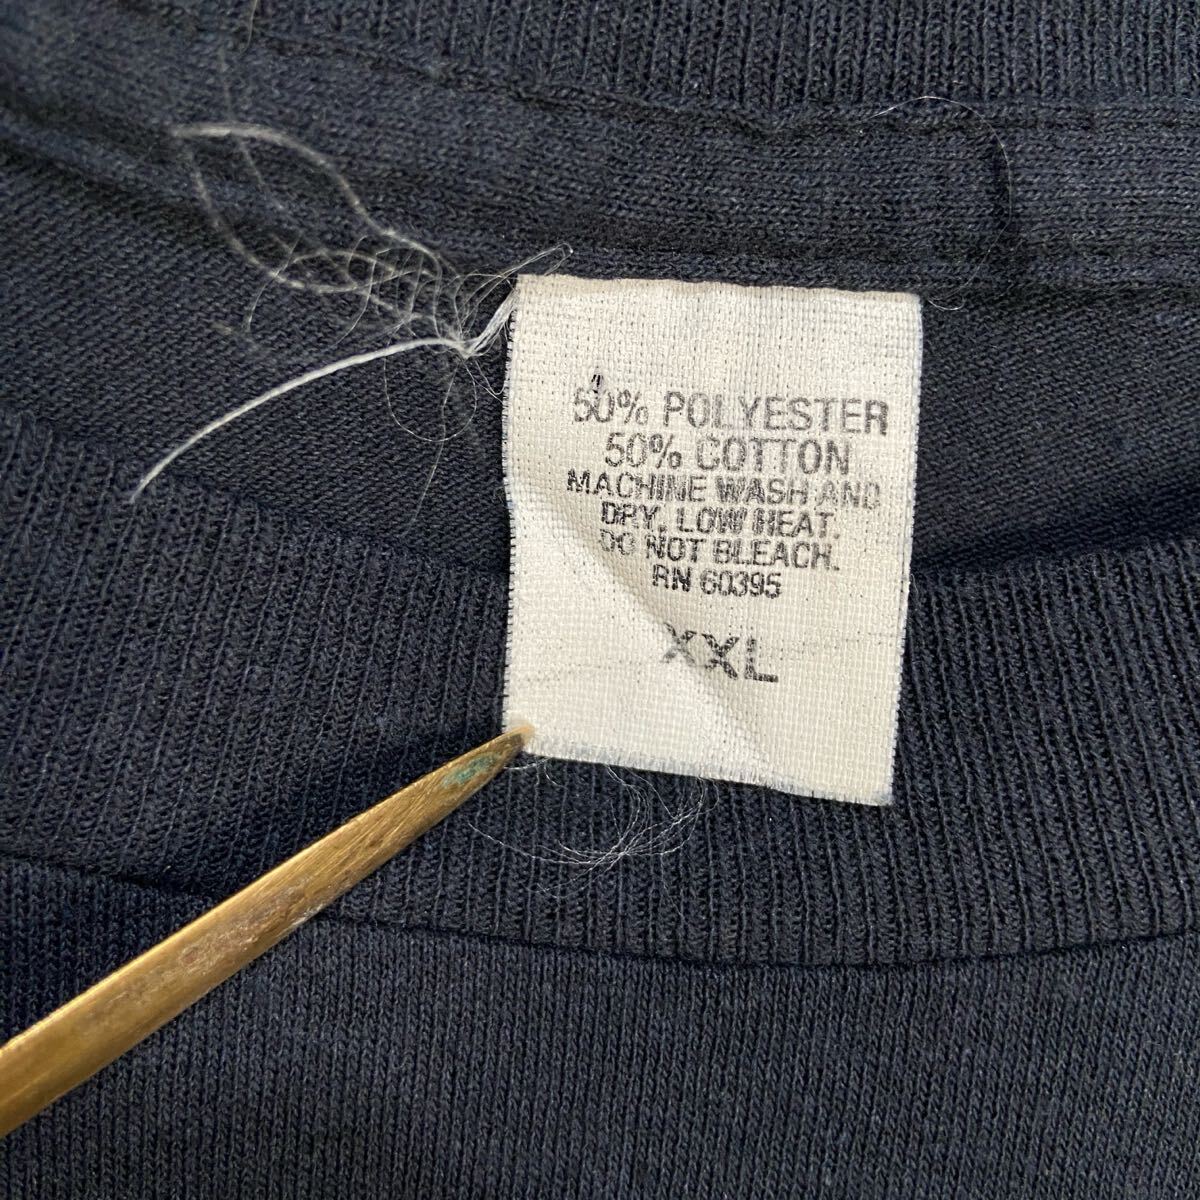 50% POLYESTER
50% COTTON
MACHINE WASH AND
DRY, LOW HEAT.
DO NOT BLEACH.
RN 60395
XXL